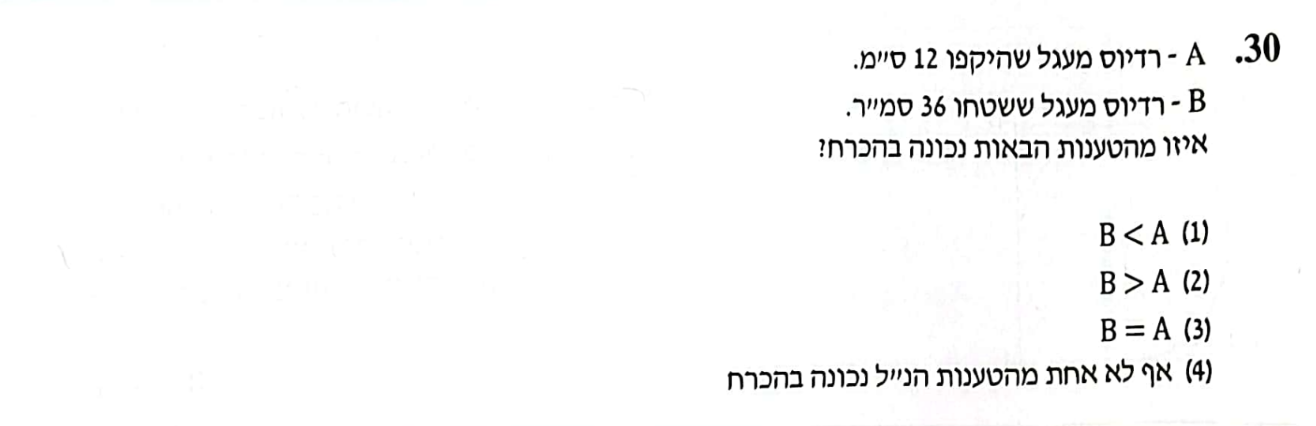 30. A - רדיוס מעגל שהיקפו 12 ס״מ.
B - רדיוס מעגל ששטחו 36 סמ״ר.
איזו מהטענות הבאות נכונה בהכרח?
(1) B < A
(2) B > A
(3) B = A
(4) אף לא אחת מהטענות הנ״ל נכונה בהכרח